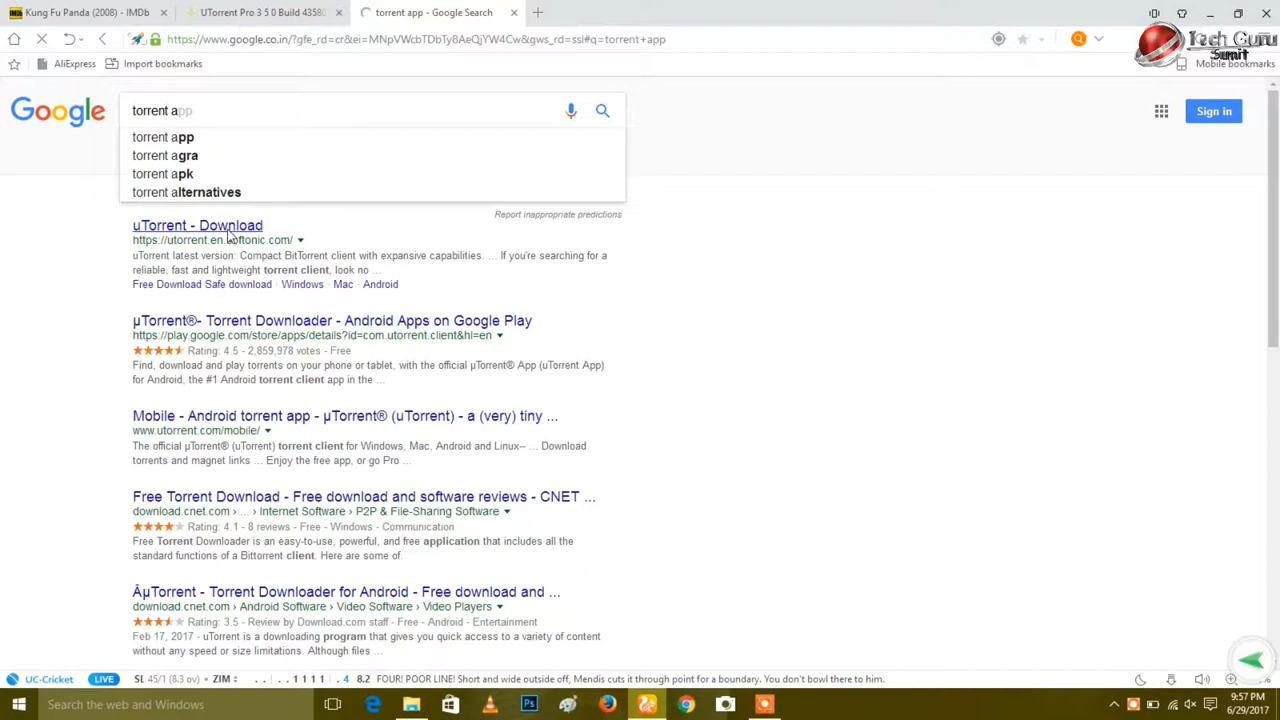 Kung Fu Panda (2008) - IMDb
UTorrent Pro 3 5 0 Build 43580
torrent app - Google Search
https://www.google.co.in/?gfe_rd=cr&ei=MNpVWcbTDbTy8AeQjYW4Cw&gws_rd=ssl#q=torrent+app
Tech Guru
Sumit
AliExpress
Import bookmarks
Mobile bookmarks
Google
torrent app
Sign in
torrent app
torrent agra
torrent apk
torrent alternatives
Report inappropriate predictions
uTorrent - Download
https://utorrent.en.softonic.com/
uTorrent latest version: Compact BitTorrent client with expansive capabilities. ... If you're searching for a
reliable, fast and lightweight torrent client, look no ...
Free Download Safe download · Windows · Mac · Android
µTorrent®- Torrent Downloader - Android Apps on Google Play
https://play.google.com/store/apps/details?id=com.utorrent.client&hl=en
Rating: 4.5 - 2,859,978 votes - Free
Find, download and play torrents on your phone or tablet, with the official µTorrent® App (uTorrent App)
for Android, the #1 Android torrent client app in the ...
Mobile - Android torrent app - µTorrent® (uTorrent) - a (very) tiny ...
www.utorrent.com/mobile/
The official µTorrent® (uTorrent) torrent client for Windows, Mac, Android and Linux-- ... Download
torrents and magnet links ... Enjoy the free app, or go Pro ...
Free Torrent Download - Free download and software reviews - CNET ...
download.cnet.com › ... › Internet Software › P2P & File-Sharing Software
Rating: 4.1 - 8 reviews - Free - Windows - Communication
Free Torrent Downloader is an easy-to-use, powerful, and free application that includes all the
standard functions of a Bittorrent client. Here are some of.
ÂµTorrent - Torrent Downloader for Android - Free download and ...
download.cnet.com › Android Software › Video Software › Video Players
Rating: 3.5 - Review by Download.com staff - Free - Android - Entertainment
Feb 17, 2017 - uTorrent is a downloading program that gives you quick access to a variety of content
without any speed or size limitations. Although files ...
UC-Cricket LIVE SL 45/1 (8.3 ov) • ZIM : . . 1 1 1 1 . 4 8.2 FOUR! POOR LINE! Short and wide outside off, Mendis cuts it through point for a boundary. You don't bowl there to him.
Search the web and Windows
Ps
9:57 PM
6/29/2017